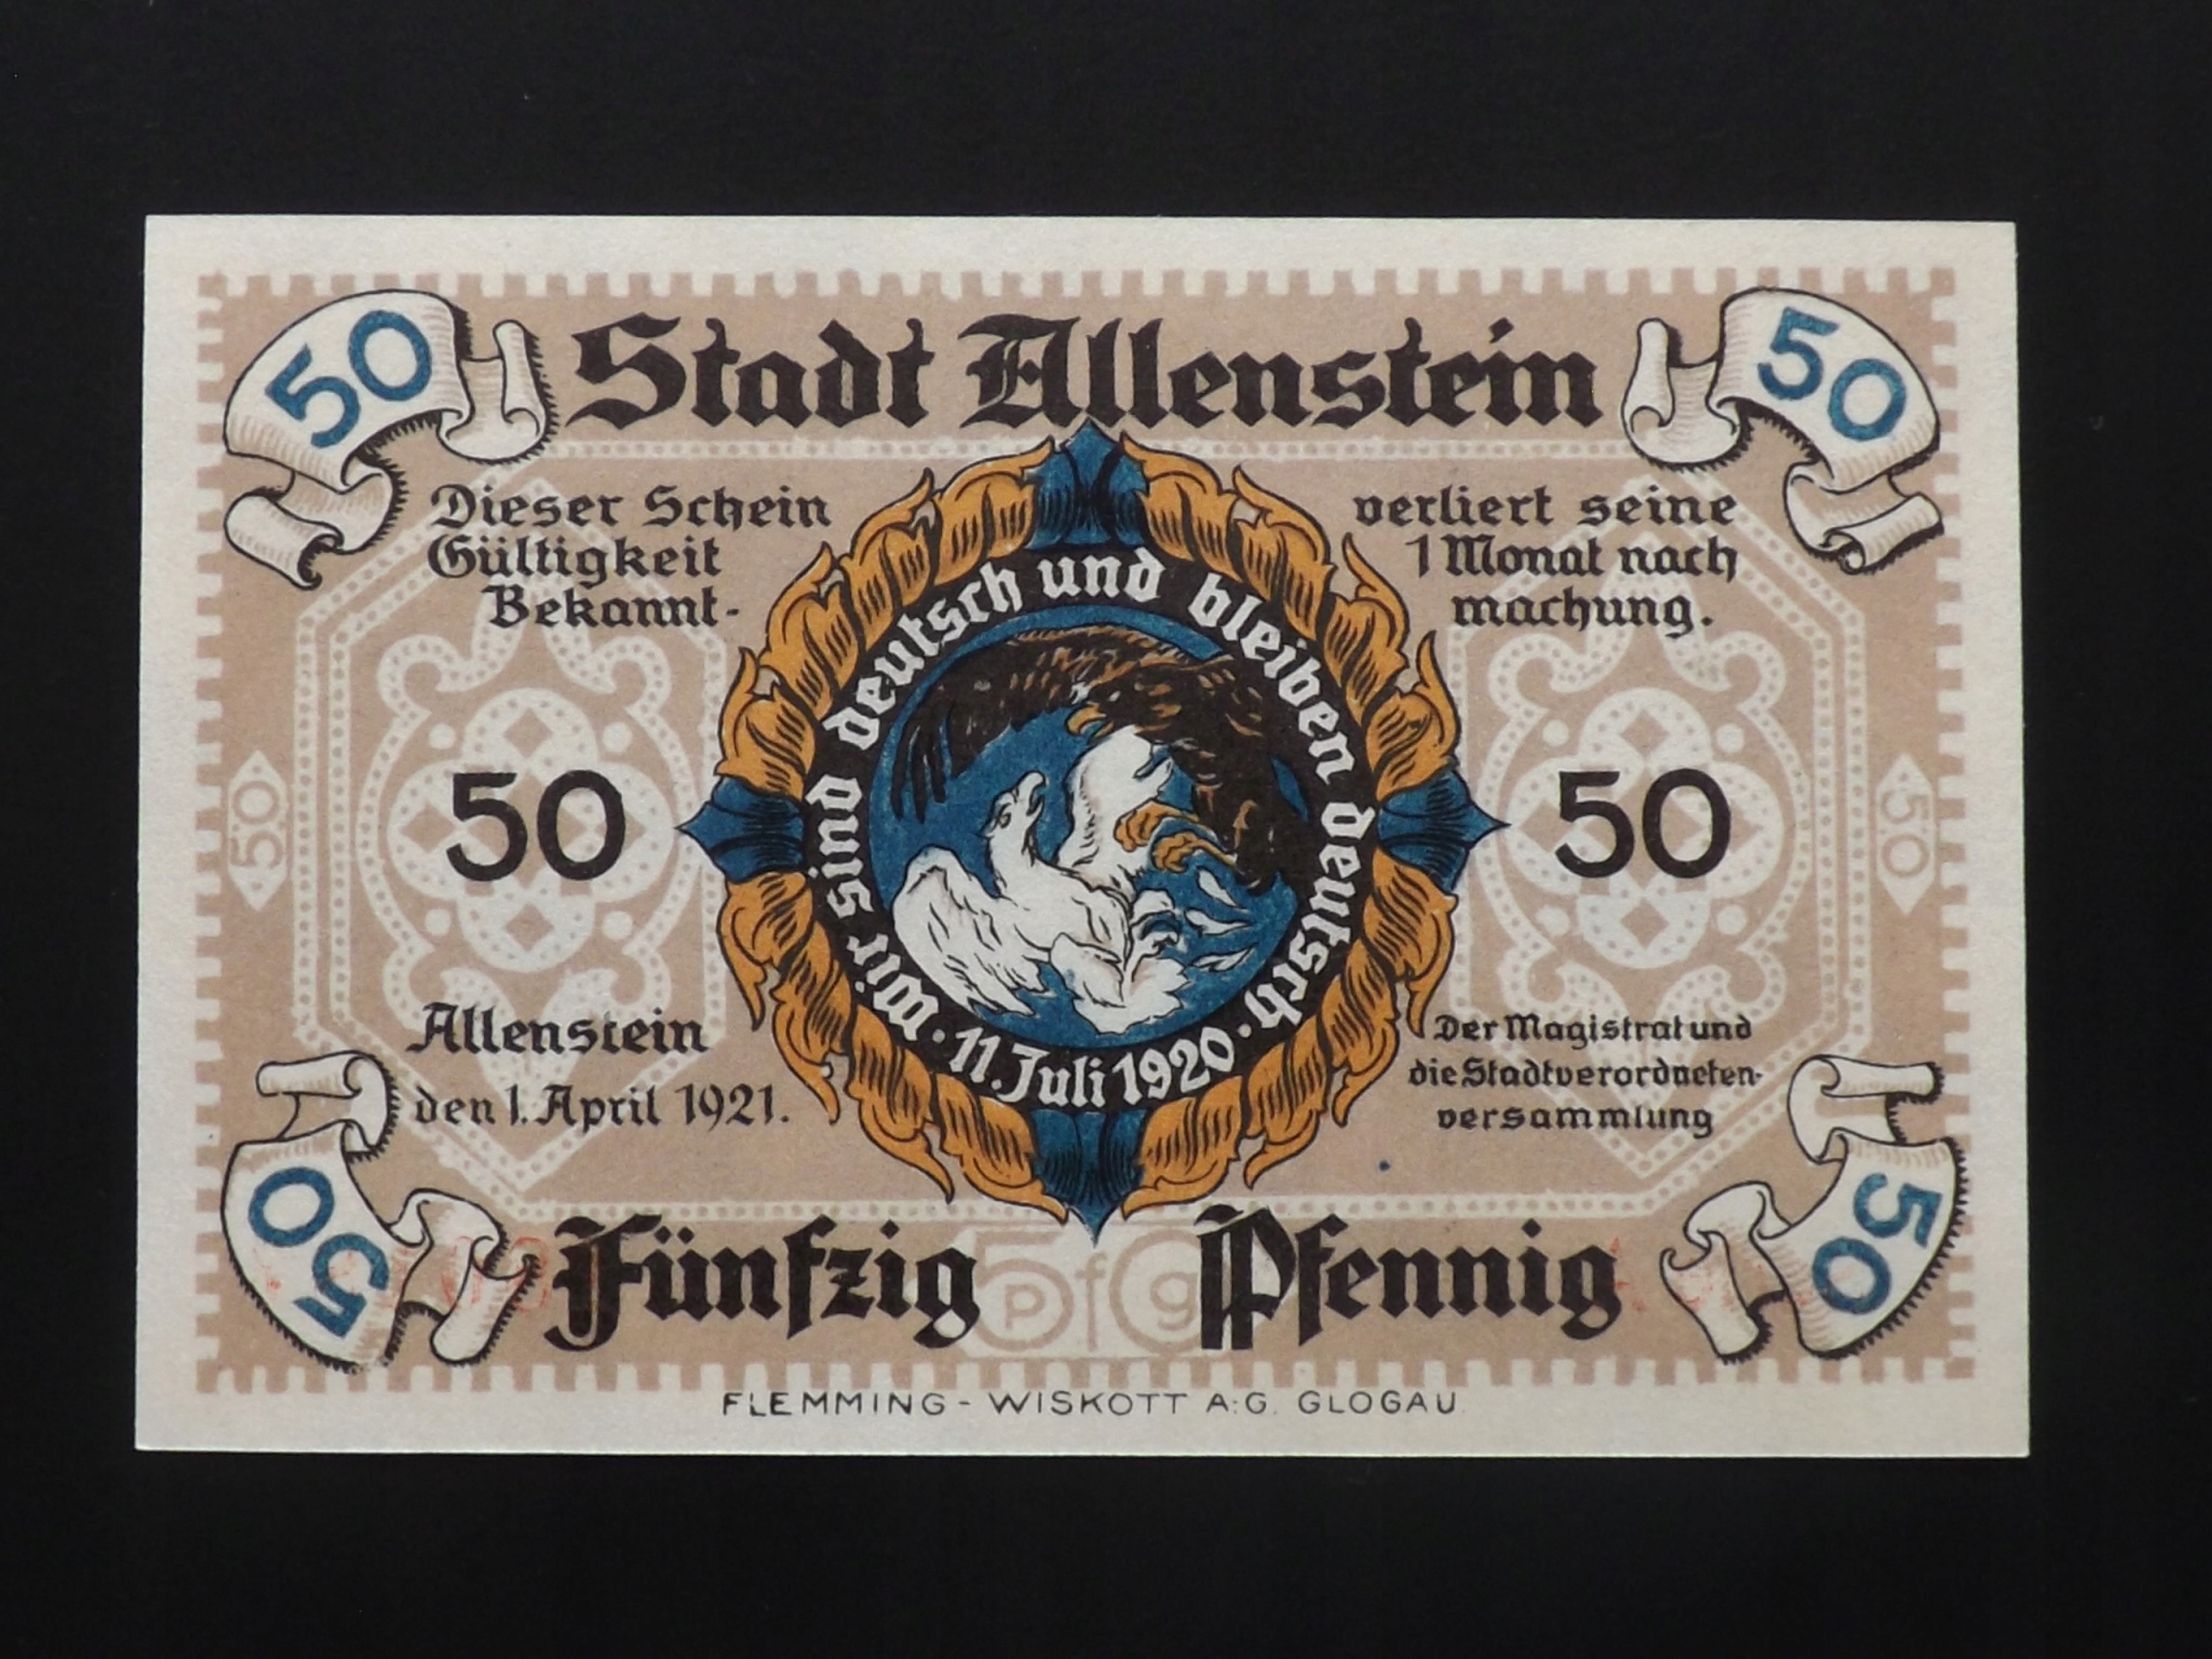 50
Stadt Allenstein
50
Dieser Schein verliert seine
Gültigkeit 1 Monat nach
Bekannt- machung.
wir sind deutsch und bleiben deutsch · 11. Juli 1920 ·
50
50
50
50
Allenstein
den 1. April 1921.
Der Magistrat und
die Stadtverordneten-
versammlung
50
Fünfzig
50
Pfg
Pfennig
50
FLEMMING - WISKOTT A:G. GLOGAU.